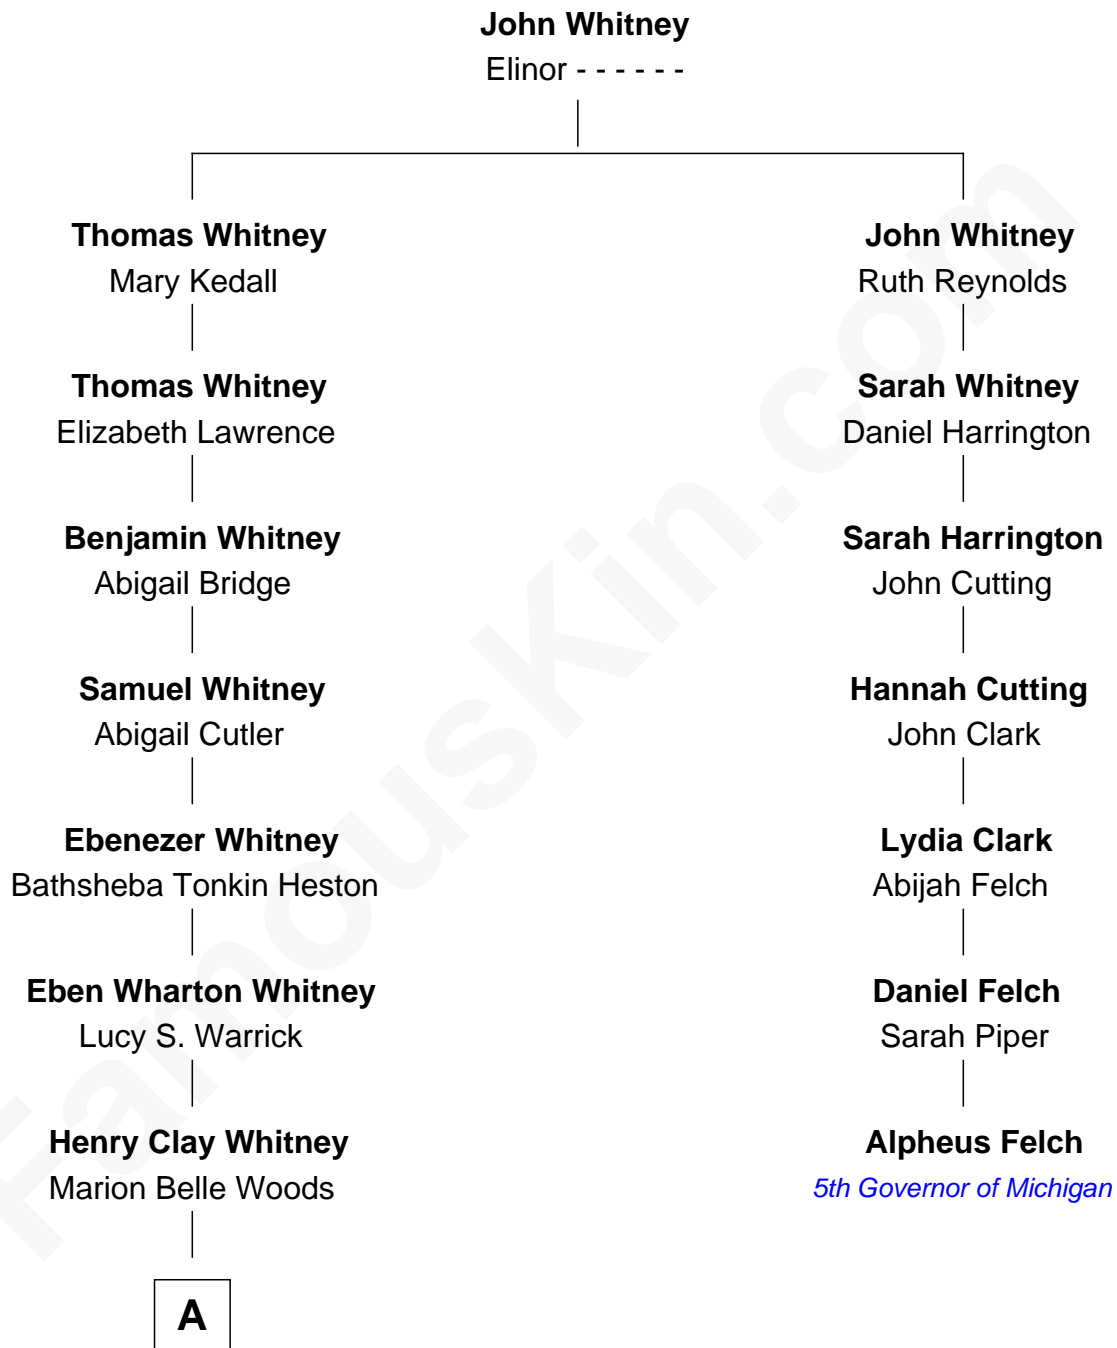 John Whitney
Elinor - - - - - -
Thomas Whitney
Mary Kedall
John Whitney
Ruth Reynolds
Thomas Whitney
Elizabeth Lawrence
Sarah Whitney
Daniel Harrington
Benjamin Whitney
Abigail Bridge
Sarah Harrington
John Cutting
Samuel Whitney
Abigail Cutler
Hannah Cutting
John Clark
Ebenezer Whitney
Bathsheba Tonkin Heston
Lydia Clark
Abijah Felch
Eben Wharton Whitney
Lucy S. Warrick
Daniel Felch
Sarah Piper
Henry Clay Whitney
Marion Belle Woods
Alpheus Felch
5th Governor of Michigan
A
FamousKin.com